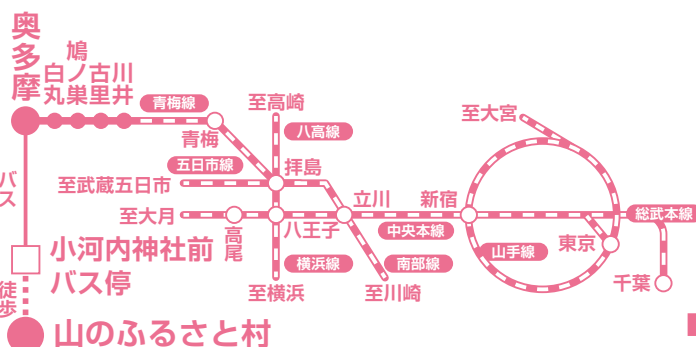 奥多摩
白丸
鳩ノ巣
古里
川井
青梅線
青梅
至高崎
八高線
至大宮
五日市線
拝島
至武蔵五日市
立川
新宿
至大月
高尾
八王子
中央本線
総武本線
バス
小河内神社前
バス停
横浜線
南部線
山手線
東京
千葉
至横浜
至川崎
徒歩
山のふるさと村